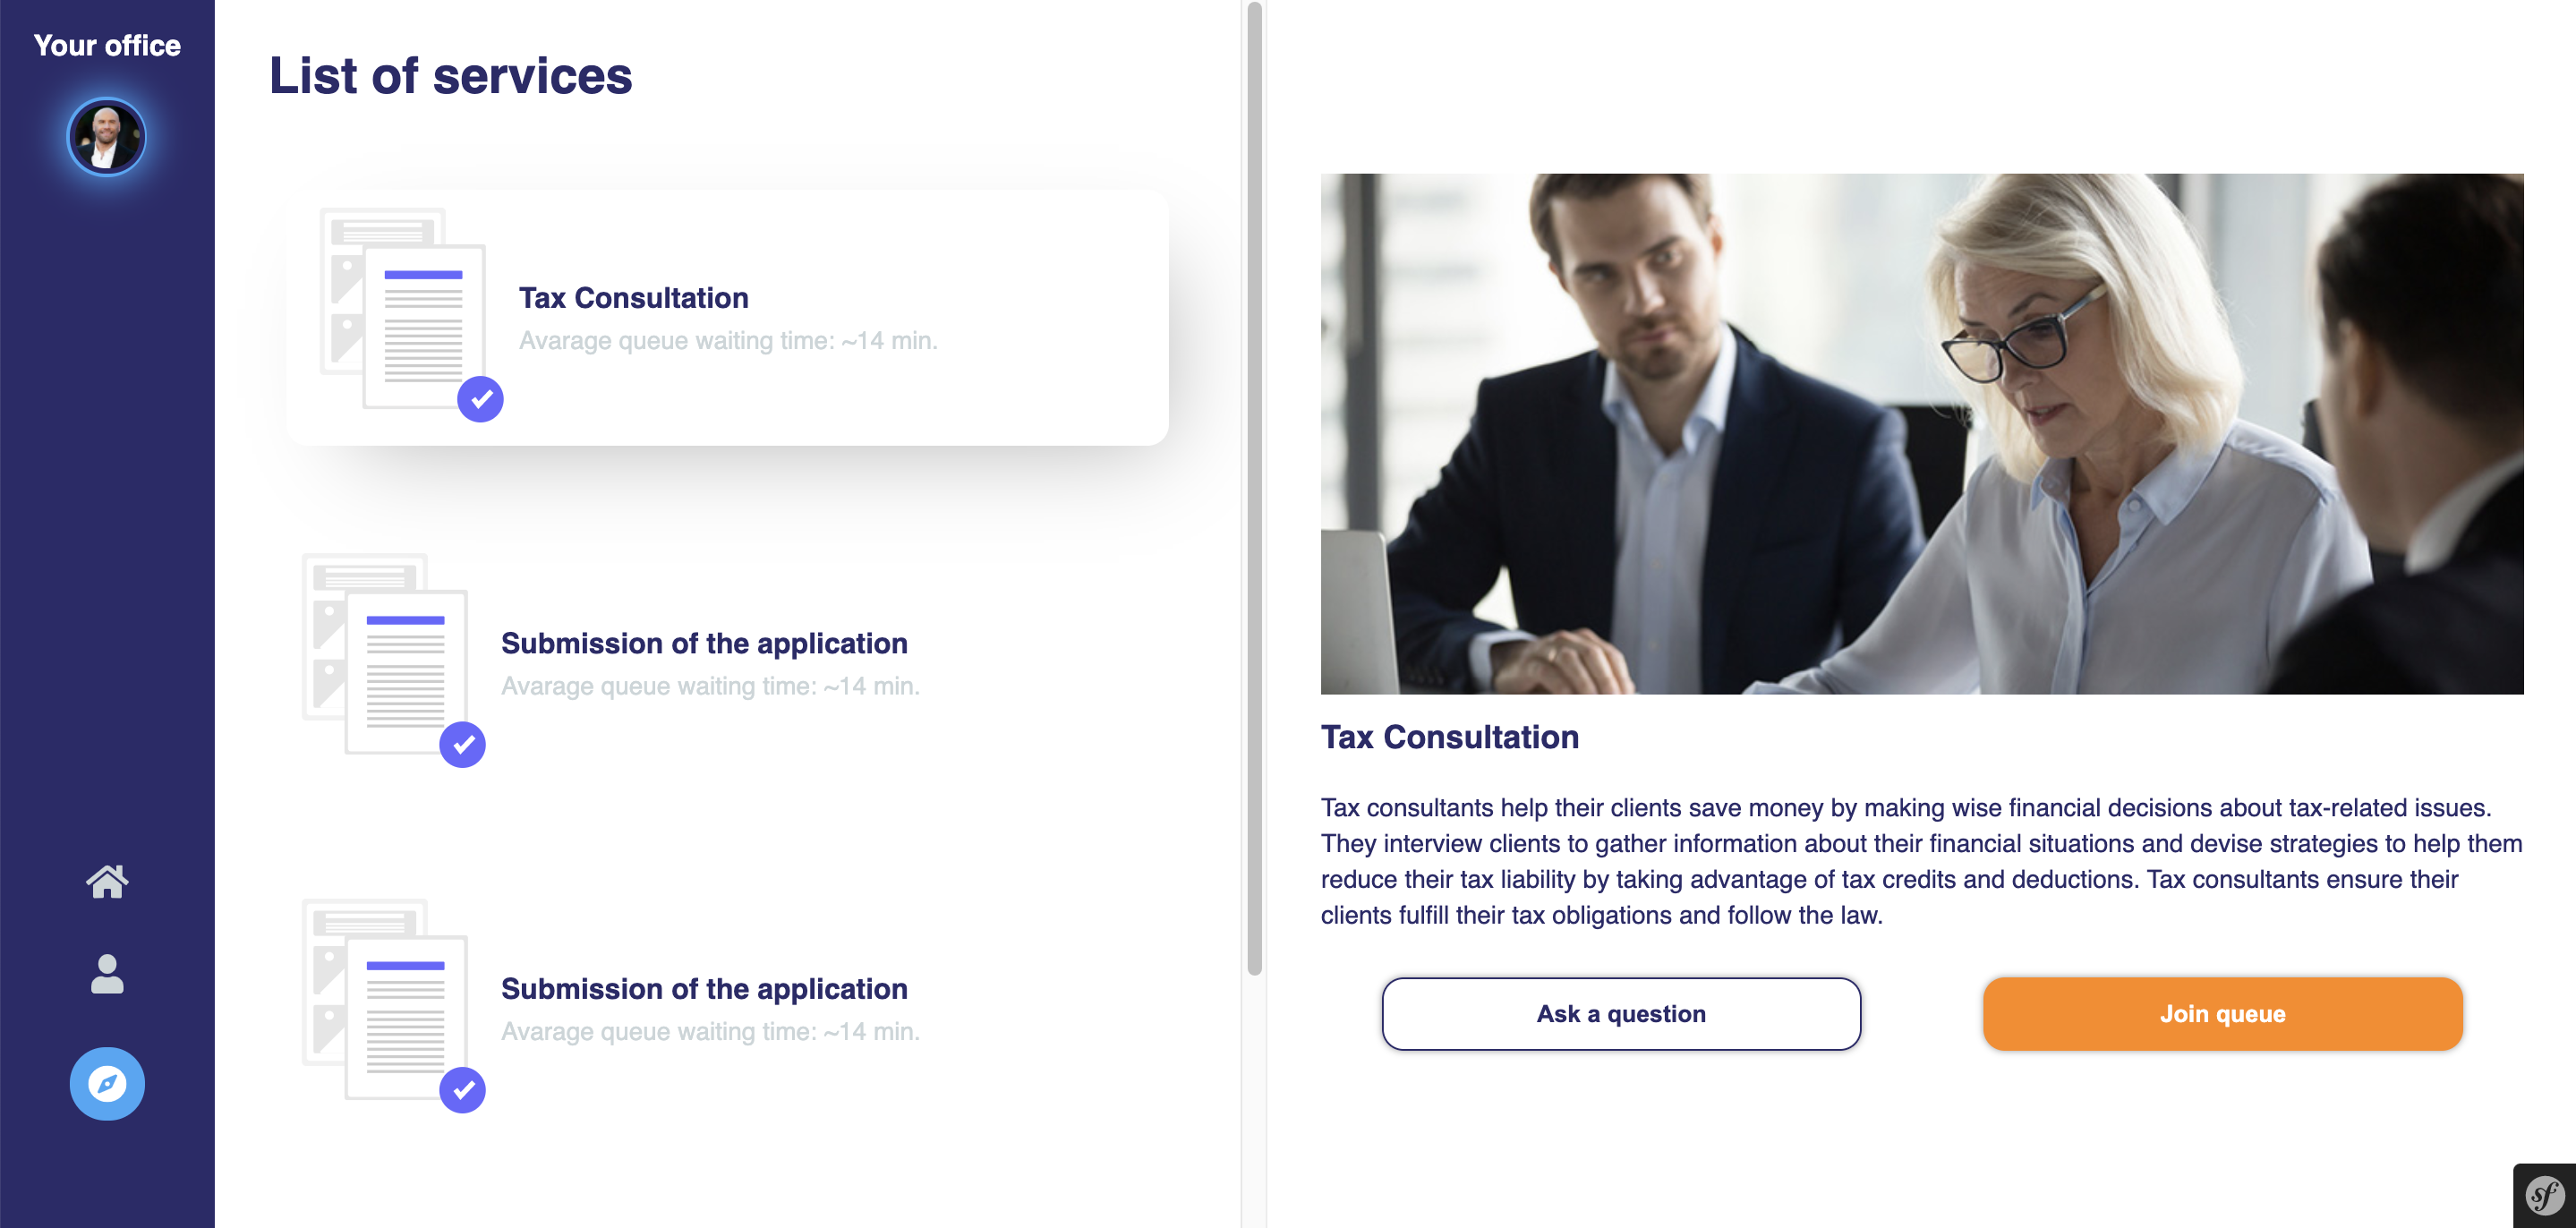 Your office
List of services
Tax Consultation
Avarage queue waiting time: ~14 min.
Submission of the application
Avarage queue waiting time: ~14 min.
Submission of the application
Avarage queue waiting time: ~14 min.
Tax Consultation
Tax consultants help their clients save money by making wise financial decisions about tax-related issues.
They interview clients to gather information about their financial situations and devise strategies to help them
reduce their tax liability by taking advantage of tax credits and deductions. Tax consultants ensure their
clients fulfill their tax obligations and follow the law.
Ask a question
Join queue
sf